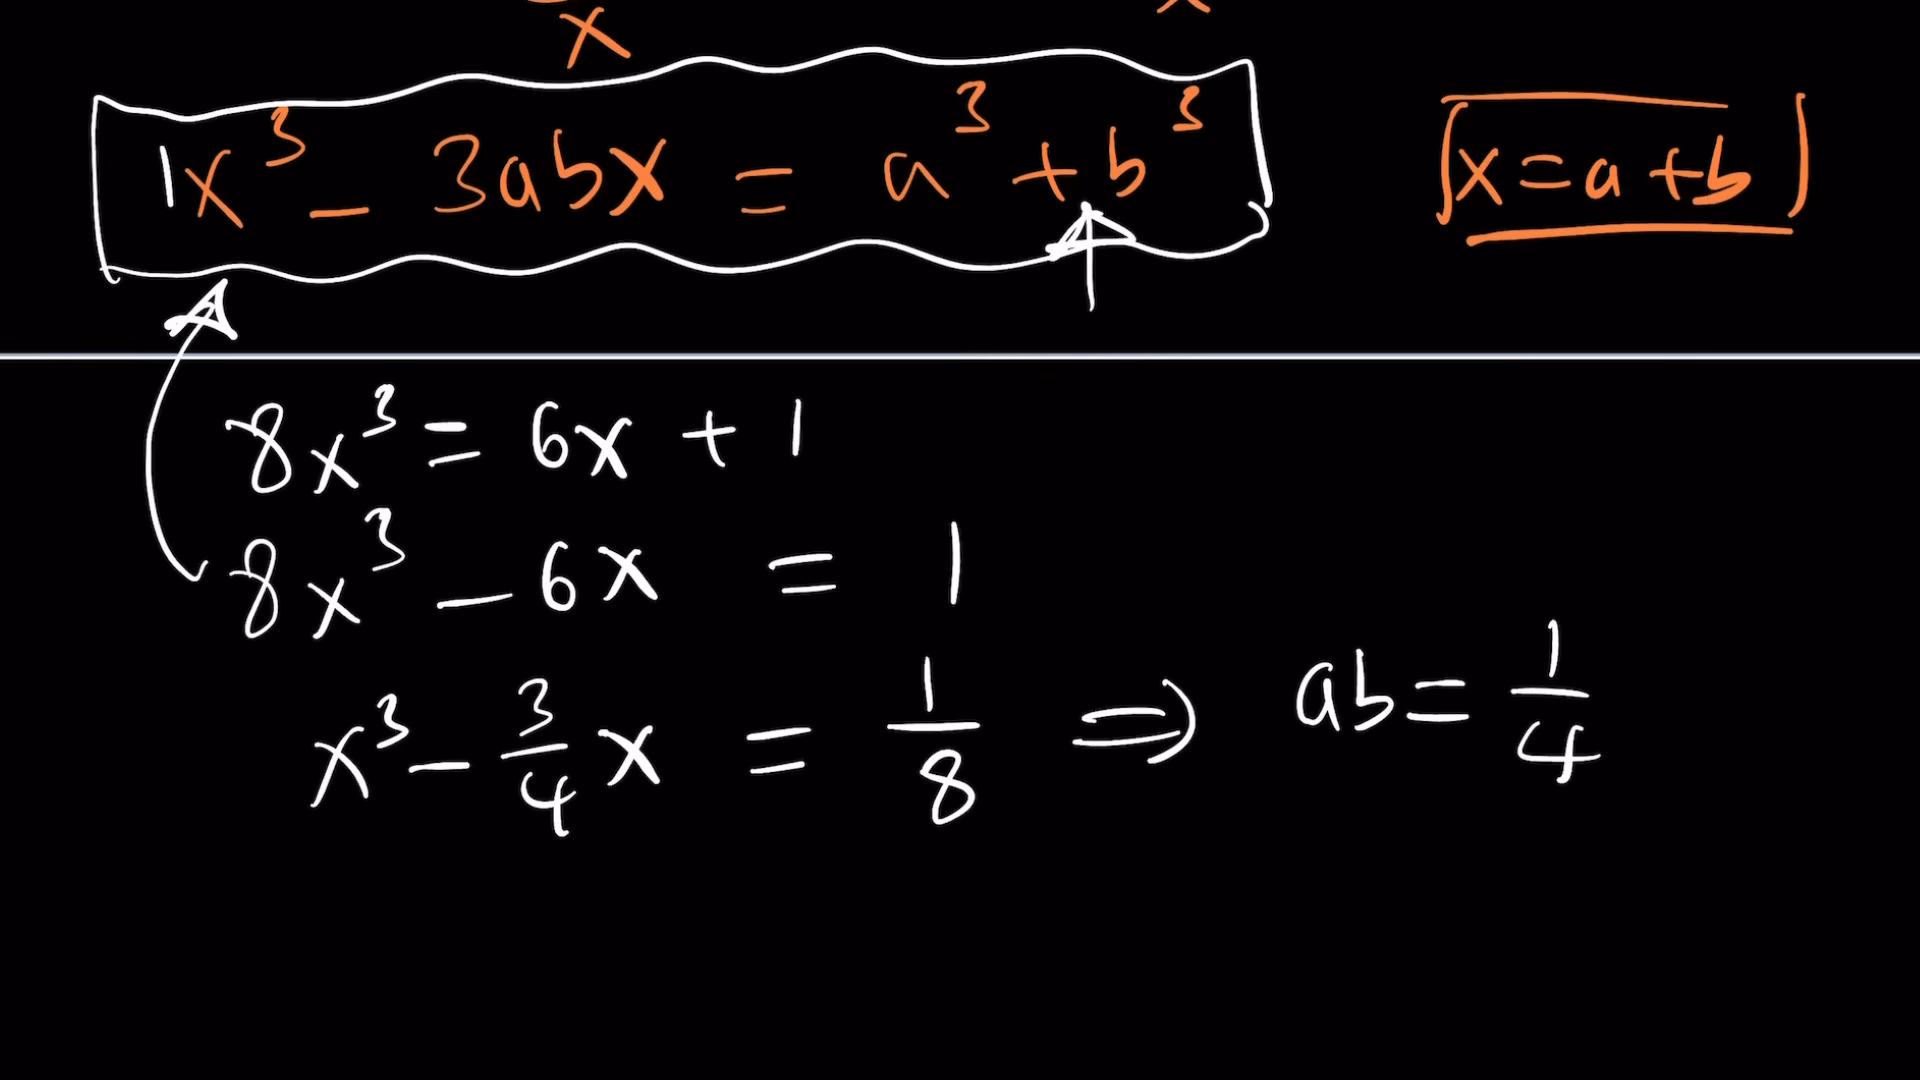 x x
1x³ - 3abx = a³ + b³ x = a + b
8x³ = 6x + 1
8x³ - 6x = 1
x³ - 3/4 x = 1/8 ⇒ ab = 1/4